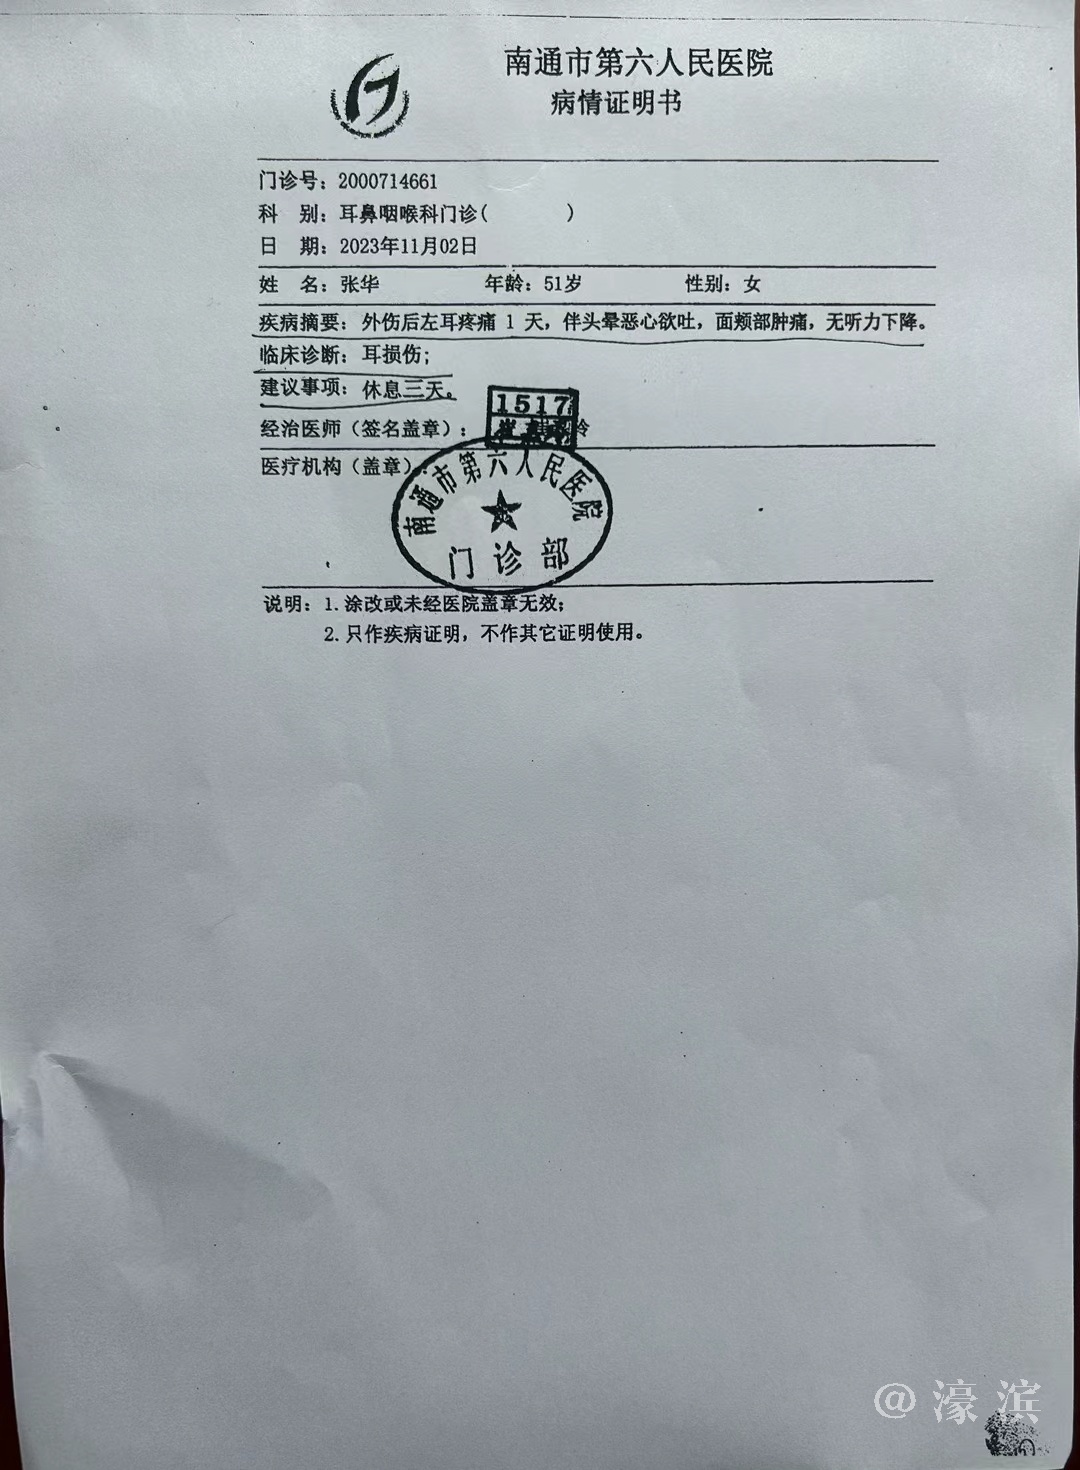 南通市第六人民医院
病情证明书
门诊号：2000714661
科 别：耳鼻咽喉科门诊( )
日 期：2023年11月02日
姓 名：张华 年龄：51岁 性别：女
疾病摘要：外伤后左耳疼痛 1 天，伴头晕恶心欲吐，面颊部肿痛，无听力下降。
临床诊断：耳损伤;
建议事项：休息三天。
1517
经治医师（签名盖章）：
医疗机构（盖章）：
南通市第六人民医院
门诊部
说明：1.涂改或未经医院盖章无效；
2.只作疾病证明，不作其它证明使用。
@濠滨